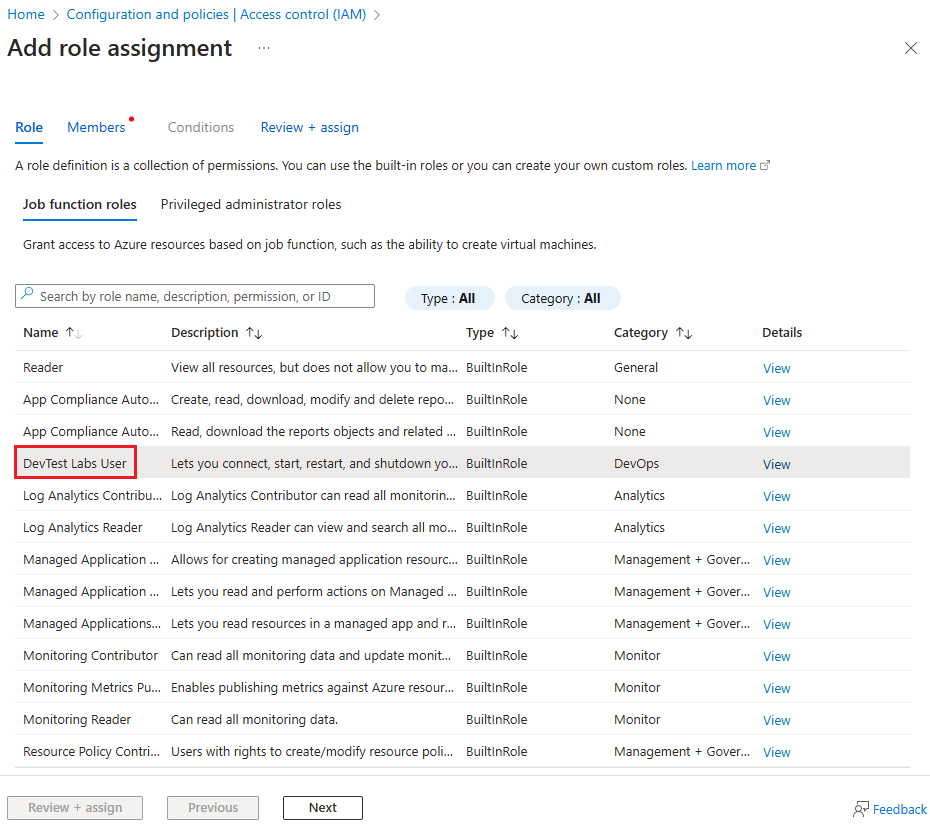 Home > Configuration and policies | Access control (IAM) >
Add role assignment ...
Role Members Conditions Review + assign
A role definition is a collection of permissions. You can use the built-in roles or you can create your own custom roles. Learn more
Job function roles Privileged administrator roles
Grant access to Azure resources based on job function, such as the ability to create virtual machines.
Search by role name, description, permission, or ID Type : All Category : All
Name ↑↓ Description ↑↓ Type ↑↓ Category ↑↓ Details
Reader View all resources, but does not allow you to ma... BuiltInRole General View
App Compliance Auto... Create, read, download, modify and delete repo... BuiltInRole None View
App Compliance Auto... Read, download the reports objects and related ... BuiltInRole None View
DevTest Labs User Lets you connect, start, restart, and shutdown yo... BuiltInRole DevOps View
Log Analytics Contribu... Log Analytics Contributor can read all monitorin... BuiltInRole Analytics View
Log Analytics Reader Log Analytics Reader can view and search all mo... BuiltInRole Analytics View
Managed Application ... Allows for creating managed application resourc... BuiltInRole Management + Gover... View
Managed Application ... Lets you read and perform actions on Managed ... BuiltInRole Management + Gover... View
Managed Applications... Lets you read resources in a managed app and r... BuiltInRole Management + Gover... View
Monitoring Contributor Can read all monitoring data and update monit... BuiltInRole Monitor View
Monitoring Metrics Pu... Enables publishing metrics against Azure resour... BuiltInRole Monitor View
Monitoring Reader Can read all monitoring data. BuiltInRole Monitor View
Resource Policy Contri... Users with rights to create/modify resource poli... BuiltInRole Management + Gover... View
Review + assign Previous Next Feedback